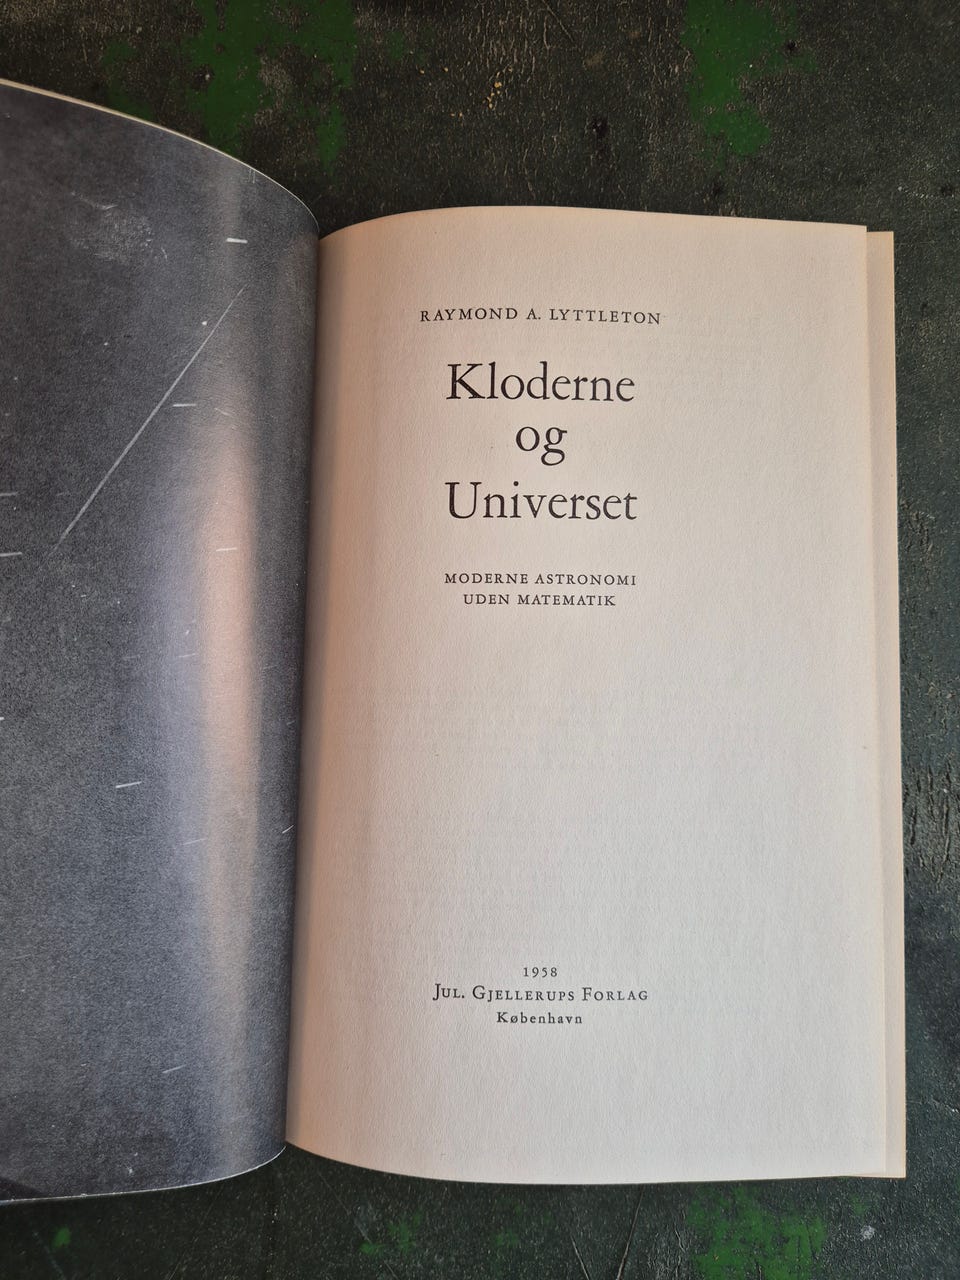 RAYMOND A. LYTTLETON
Kloderne
og
Universet
MODERNE ASTRONOMI
UDEN MATEMATIK
1958
JUL. GJELLERUPS FORLAG
København